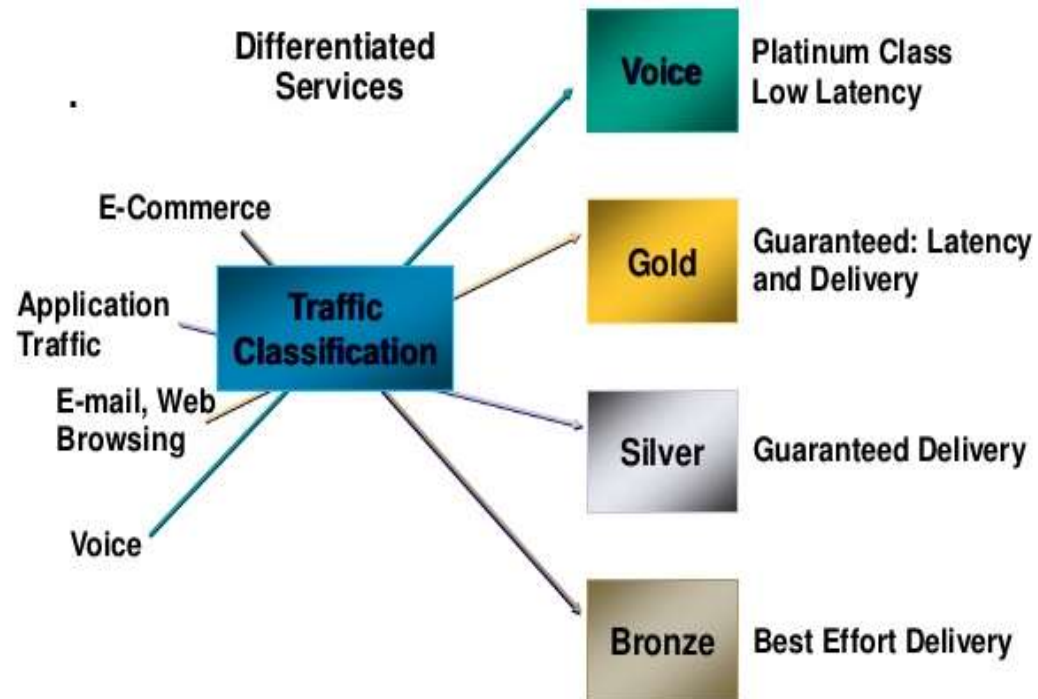 Differentiated
Services
.
E-Commerce
Application
Traffic
E-mail, Web
Browsing
Voice
Traffic
Classification
Voice
Platinum Class
Low Latency
Gold
Guaranteed: Latency
and Delivery
Silver
Guaranteed Delivery
Bronze
Best Effort Delivery